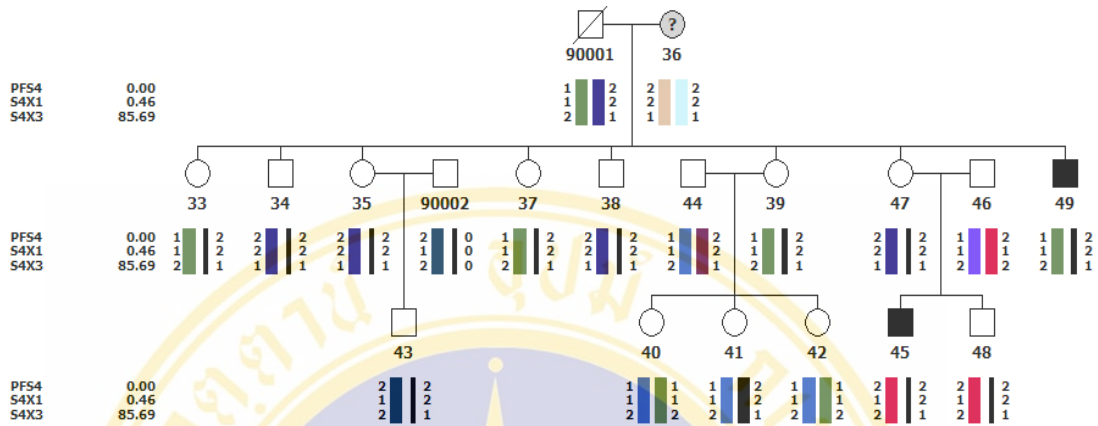 ?
90001 36
PFS4 0.00 1 2 2 2
S4X1 0.46 1 2 2 2
S4X3 85.69 2 1 1 1
33 34 35 90002 37 38 44 39 47 46 49
PFS4 0.00 1 2 2 2 2 2 2 0 1 2 2 2 1 2 1 2 2 2 1 2 1 2
S4X1 0.46 1 2 2 2 2 2 1 0 1 2 2 2 1 2 1 2 2 2 1 1 1 2
S4X3 85.69 2 1 1 1 1 1 2 0 2 1 1 1 2 1 2 1 1 1 2 2 2 1
43 40 41 42 45 48
PFS4 0.00 2 2 1 1 1 2 1 1 2 2 2 2
S4X1 0.46 1 2 1 1 1 2 1 1 1 2 1 2
S4X3 85.69 2 1 2 2 2 1 2 2 2 1 2 1